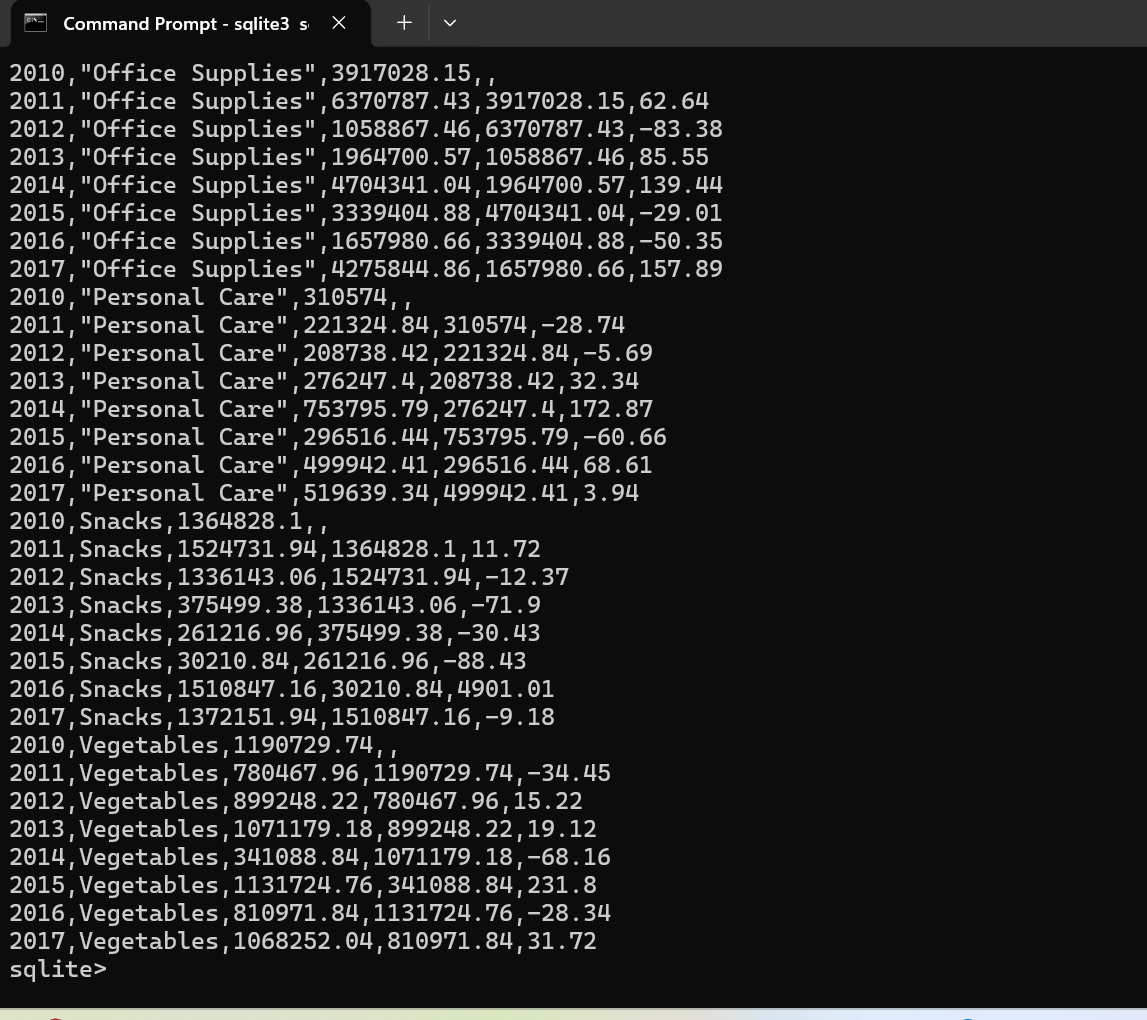 Command Prompt - sqlite3
2010,"Office Supplies",3917028.15,,
2011,"Office Supplies",6370787.43,3917028.15,62.64
2012,"Office Supplies",1058867.46,6370787.43,-83.38
2013,"Office Supplies",1964700.57,1058867.46,85.55
2014,"Office Supplies",4704341.04,1964700.57,139.44
2015,"Office Supplies",3339404.88,4704341.04,-29.01
2016,"Office Supplies",1657980.66,3339404.88,-50.35
2017,"Office Supplies",4275844.86,1657980.66,157.89
2010,"Personal Care",310574,,
2011,"Personal Care",221324.84,310574,-28.74
2012,"Personal Care",208738.42,221324.84,-5.69
2013,"Personal Care",276247.4,208738.42,32.34
2014,"Personal Care",753795.79,276247.4,172.87
2015,"Personal Care",296516.44,753795.79,-60.66
2016,"Personal Care",499942.41,296516.44,68.61
2017,"Personal Care",519639.34,499942.41,3.94
2010,Snacks,1364828.1,,
2011,Snacks,1524731.94,1364828.1,11.72
2012,Snacks,1336143.06,1524731.94,-12.37
2013,Snacks,375499.38,1336143.06,-71.9
2014,Snacks,261216.96,375499.38,-30.43
2015,Snacks,30210.84,261216.96,-88.43
2016,Snacks,1510847.16,30210.84,4901.01
2017,Snacks,1372151.94,1510847.16,-9.18
2010,Vegetables,1190729.74,,
2011,Vegetables,780467.96,1190729.74,-34.45
2012,Vegetables,899248.22,780467.96,15.22
2013,Vegetables,1071179.18,899248.22,19.12
2014,Vegetables,341088.84,1071179.18,-68.16
2015,Vegetables,1131724.76,341088.84,231.8
2016,Vegetables,810971.84,1131724.76,-28.34
2017,Vegetables,1068252.04,810971.84,31.72
sqlite>